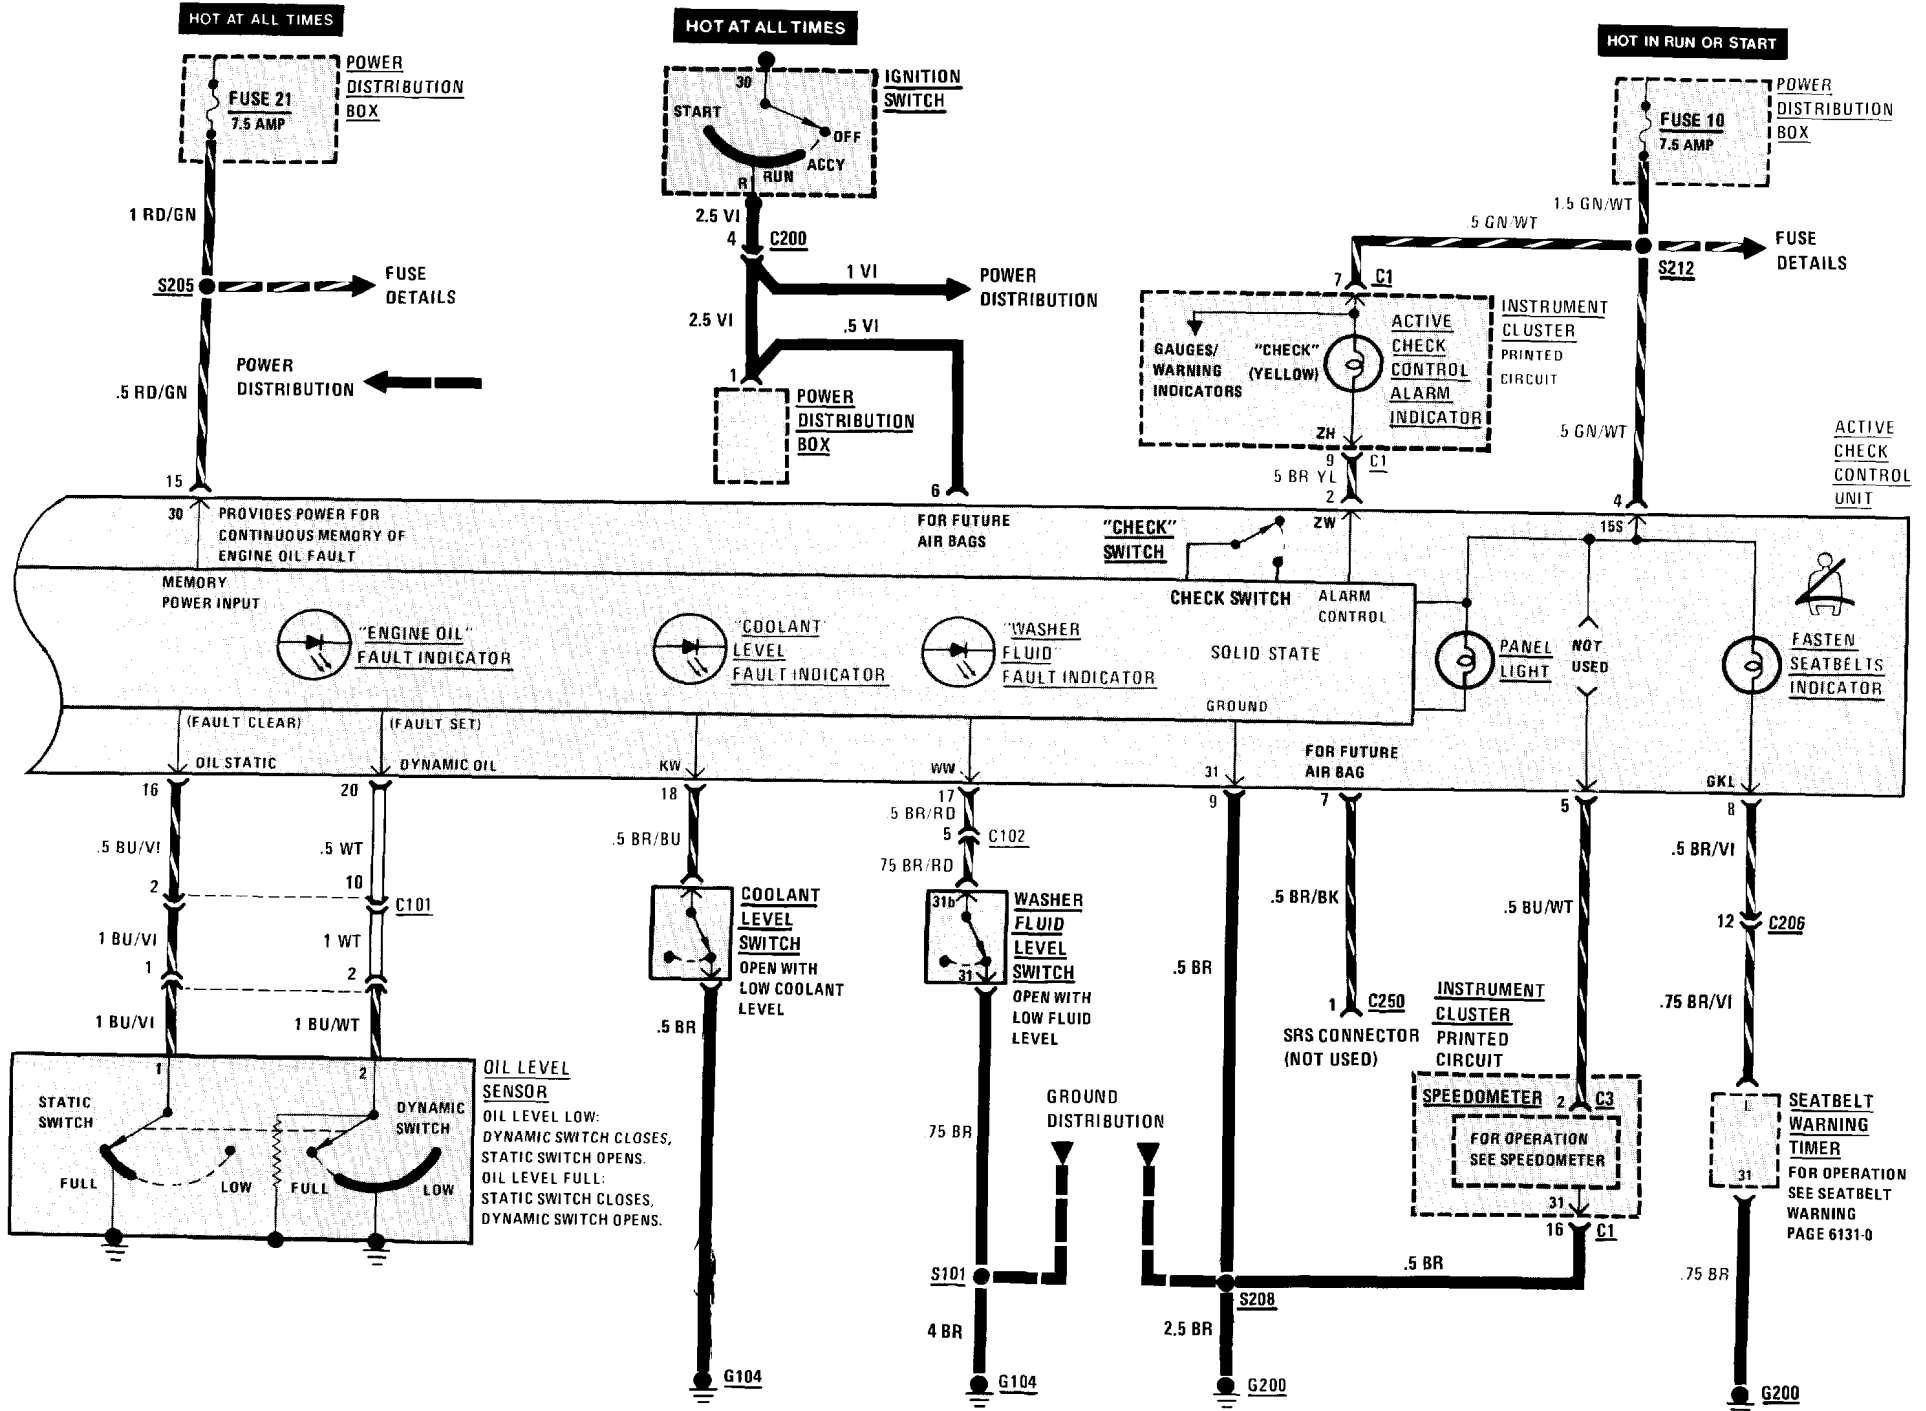 HOT AT ALL TIMES
POWER
DISTRIBUTION
BOX
FUSE 21
7.5 AMP
1 RD/GN
S205
FUSE
DETAILS
POWER
DISTRIBUTION
.5 RD/GN
15
HOT AT ALL TIMES
IGNITION
SWITCH
30
START
OFF
ACCY
RUN
R
2.5 VI
4
C200
1 VI
POWER
DISTRIBUTION
2.5 VI
.5 VI
1
POWER
DISTRIBUTION
BOX
6
HOT IN RUN OR START
POWER
DISTRIBUTION
BOX
FUSE 10
7.5 AMP
1.5 GN/WT
.5 GN/WT
S212
FUSE
DETAILS
7
C1
INSTRUMENT
CLUSTER
PRINTED
CIRCUIT
ACTIVE
CHECK
CONTROL
ALARM
INDICATOR
GAUGES/
WARNING
INDICATORS
"CHECK"
(YELLOW)
ZH
9
C1
5 BR YL
2
.5 GN/WT
4
ACTIVE
CHECK
CONTROL
UNIT
30
PROVIDES POWER FOR
CONTINUOUS MEMORY OF
ENGINE OIL FAULT
FOR FUTURE
AIR BAGS
"CHECK"
SWITCH
ZW
15S
MEMORY
POWER INPUT
CHECK SWITCH
ALARM
CONTROL
"ENGINE OIL"
FAULT INDICATOR
"COOLANT"
LEVEL
FAULT INDICATOR
"WASHER
FLUID"
FAULT INDICATOR
SOLID STATE
PANEL
LIGHT
NOT
USED
FASTEN
SEATBELTS
INDICATOR
GROUND
(FAULT CLEAR)
(FAULT SET)
OIL STATIC
DYNAMIC OIL
KW
WW
31
FOR FUTURE
AIR BAG
GKL
16
20
18
17
9
7
5
8
.5 BU/VI
.5 WT
.5 BR/BU
.5 BR/RD
5
C102
75 BR/RD
.5 BR/VI
2
10
C101
1 BU/VI
1 WT
1
2
1 BU/VI
1 BU/WT
COOLANT
LEVEL
SWITCH
OPEN WITH
LOW COOLANT
LEVEL
31b
31
WASHER
FLUID
LEVEL
SWITCH
OPEN WITH
LOW FLUID
LEVEL
.5 BR
.5 BR/BK
.5 BU/WT
12
C206
.75 BR/VI
.5 BR
1
C250
SRS CONNECTOR
(NOT USED)
INSTRUMENT
CLUSTER
PRINTED
CIRCUIT
SPEEDOMETER
2
C3
FOR OPERATION
SEE SPEEDOMETER
31
16
C1
L
31
SEATBELT
WARNING
TIMER
FOR OPERATION
SEE SEATBELT
WARNING
PAGE 6131-0
1
2
OIL LEVEL
SENSOR
OIL LEVEL LOW:
DYNAMIC SWITCH CLOSES,
STATIC SWITCH OPENS.
OIL LEVEL FULL:
STATIC SWITCH CLOSES,
DYNAMIC SWITCH OPENS.
STATIC
SWITCH
DYNAMIC
SWITCH
FULL
LOW
FULL
LOW
GROUND
DISTRIBUTION
75 BR
S101
4 BR
S208
2.5 BR
.5 BR
.75 BR
G104
G104
G200
G200